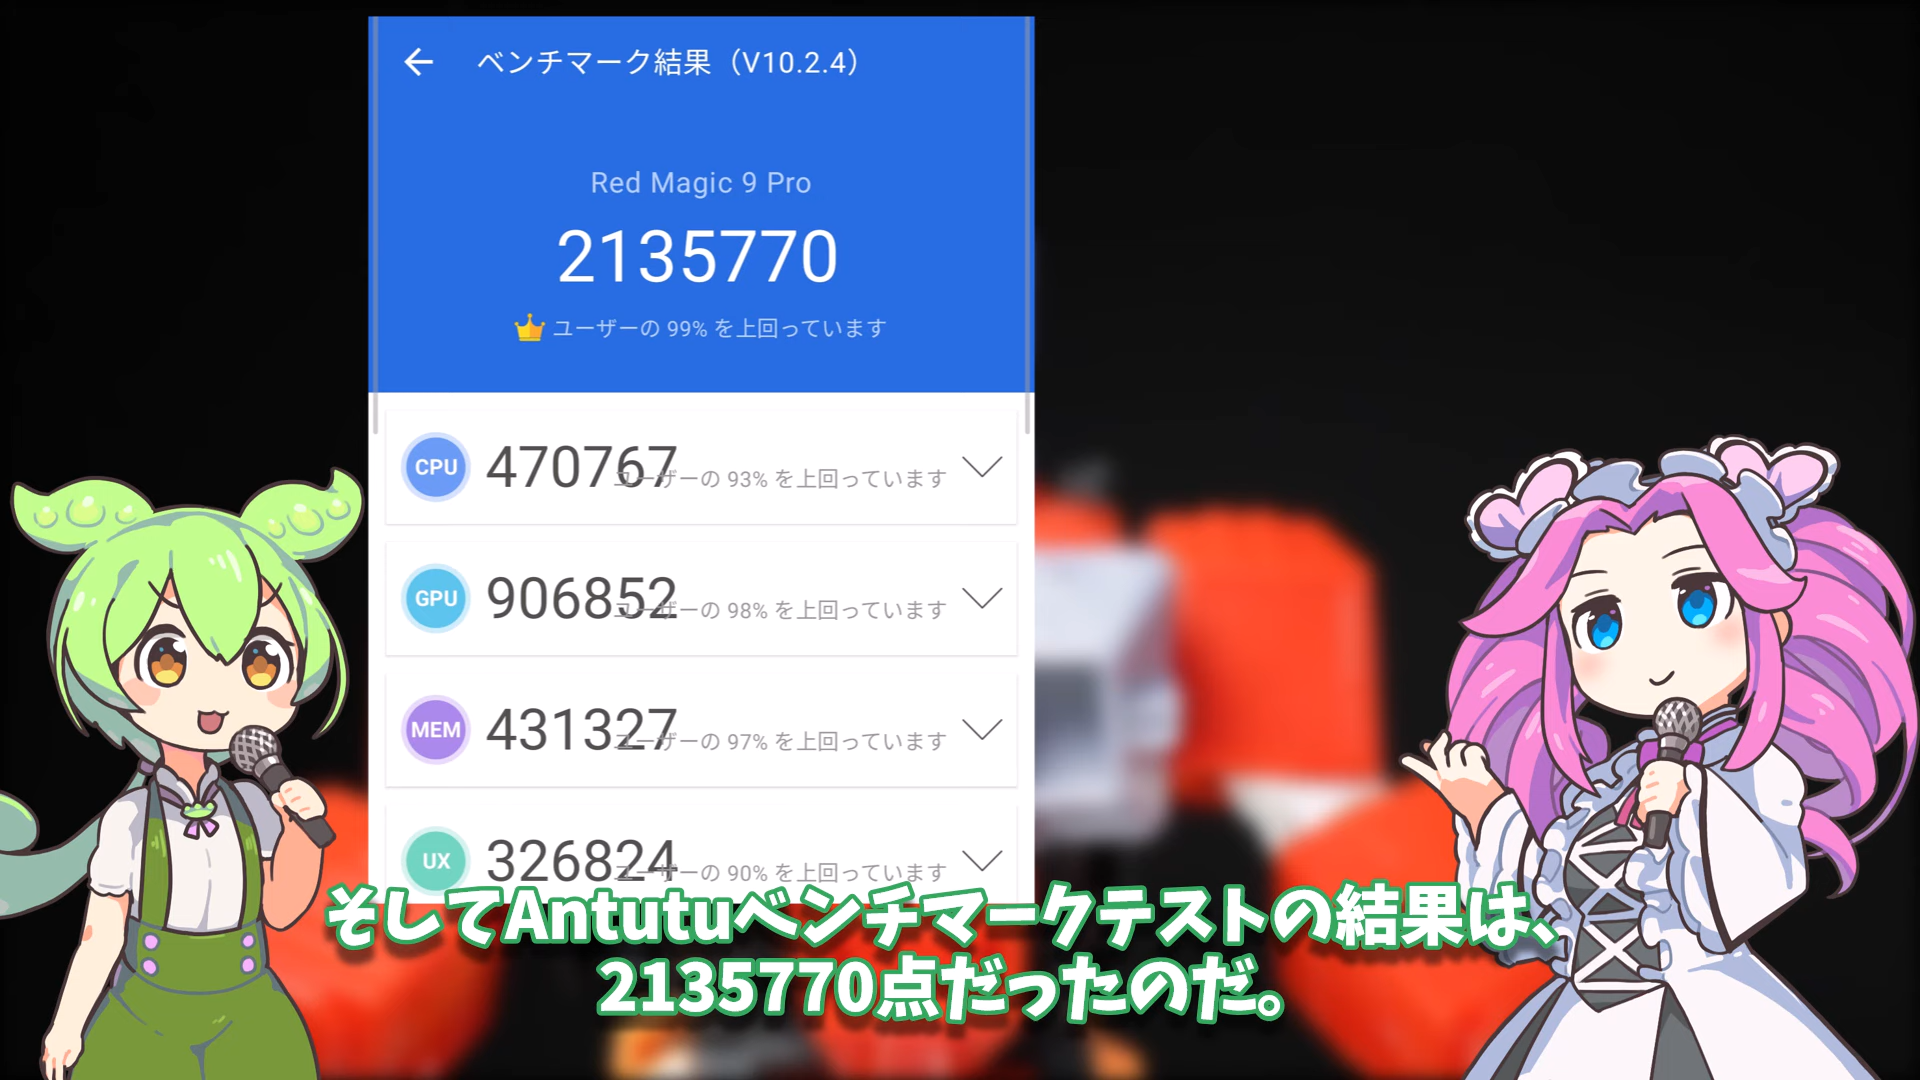 ベンチマーク結果（V10.2.4）
Red Magic 9 Pro
2135770
ユーザーの 99% を上回っています
CPU 470767 ユーザーの 93% を上回っています
GPU 906852 ユーザーの 98% を上回っています
MEM 431327 ユーザーの 97% を上回っています
UX 326824 ユーザーの 90% を上回っています
そしてAntutuベンチマークテストの結果は、
2135770点だったのだ。